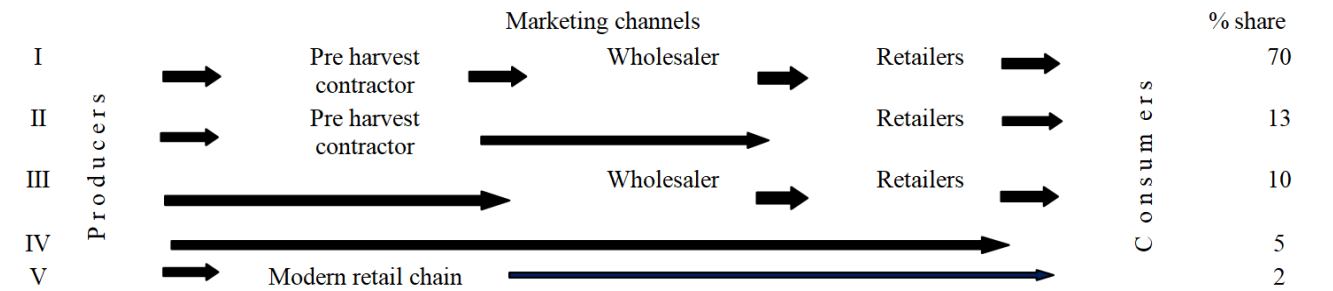 Marketing channels % share
I Pre harvest contractor Wholesaler Retailers 70
II Pre harvest contractor Retailers 13
III Wholesaler Retailers 10
IV 5
V Modern retail chain 2
Producers
Consumers